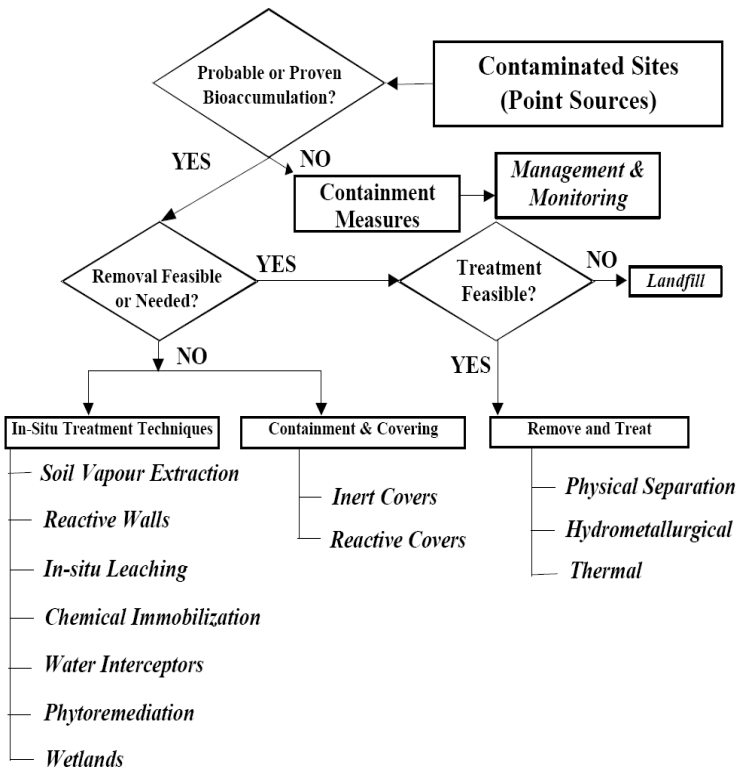 Contaminated Sites
(Point Sources)
Probable or Proven
Bioaccumulation?
YES
NO
Containment
Measures
Management &
Monitoring
Removal Feasible
or Needed?
YES
Treatment
Feasible?
NO
Landfill
NO
YES
In-Situ Treatment Techniques
Soil Vapour Extraction
Reactive Walls
In-situ Leaching
Chemical Immobilization
Water Interceptors
Phytoremediation
Wetlands
Containment & Covering
Inert Covers
Reactive Covers
Remove and Treat
Physical Separation
Hydrometallurgical
Thermal